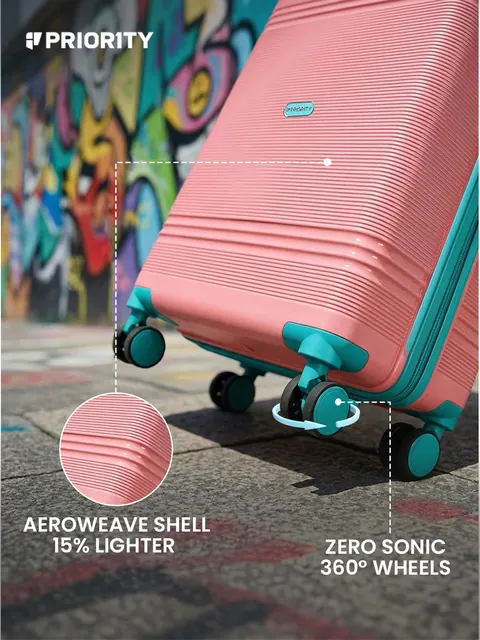 PRIORITY
PRIORITY
AEROWEAVE SHELL
15% LIGHTER
ZERO SONIC
360° WHEELS